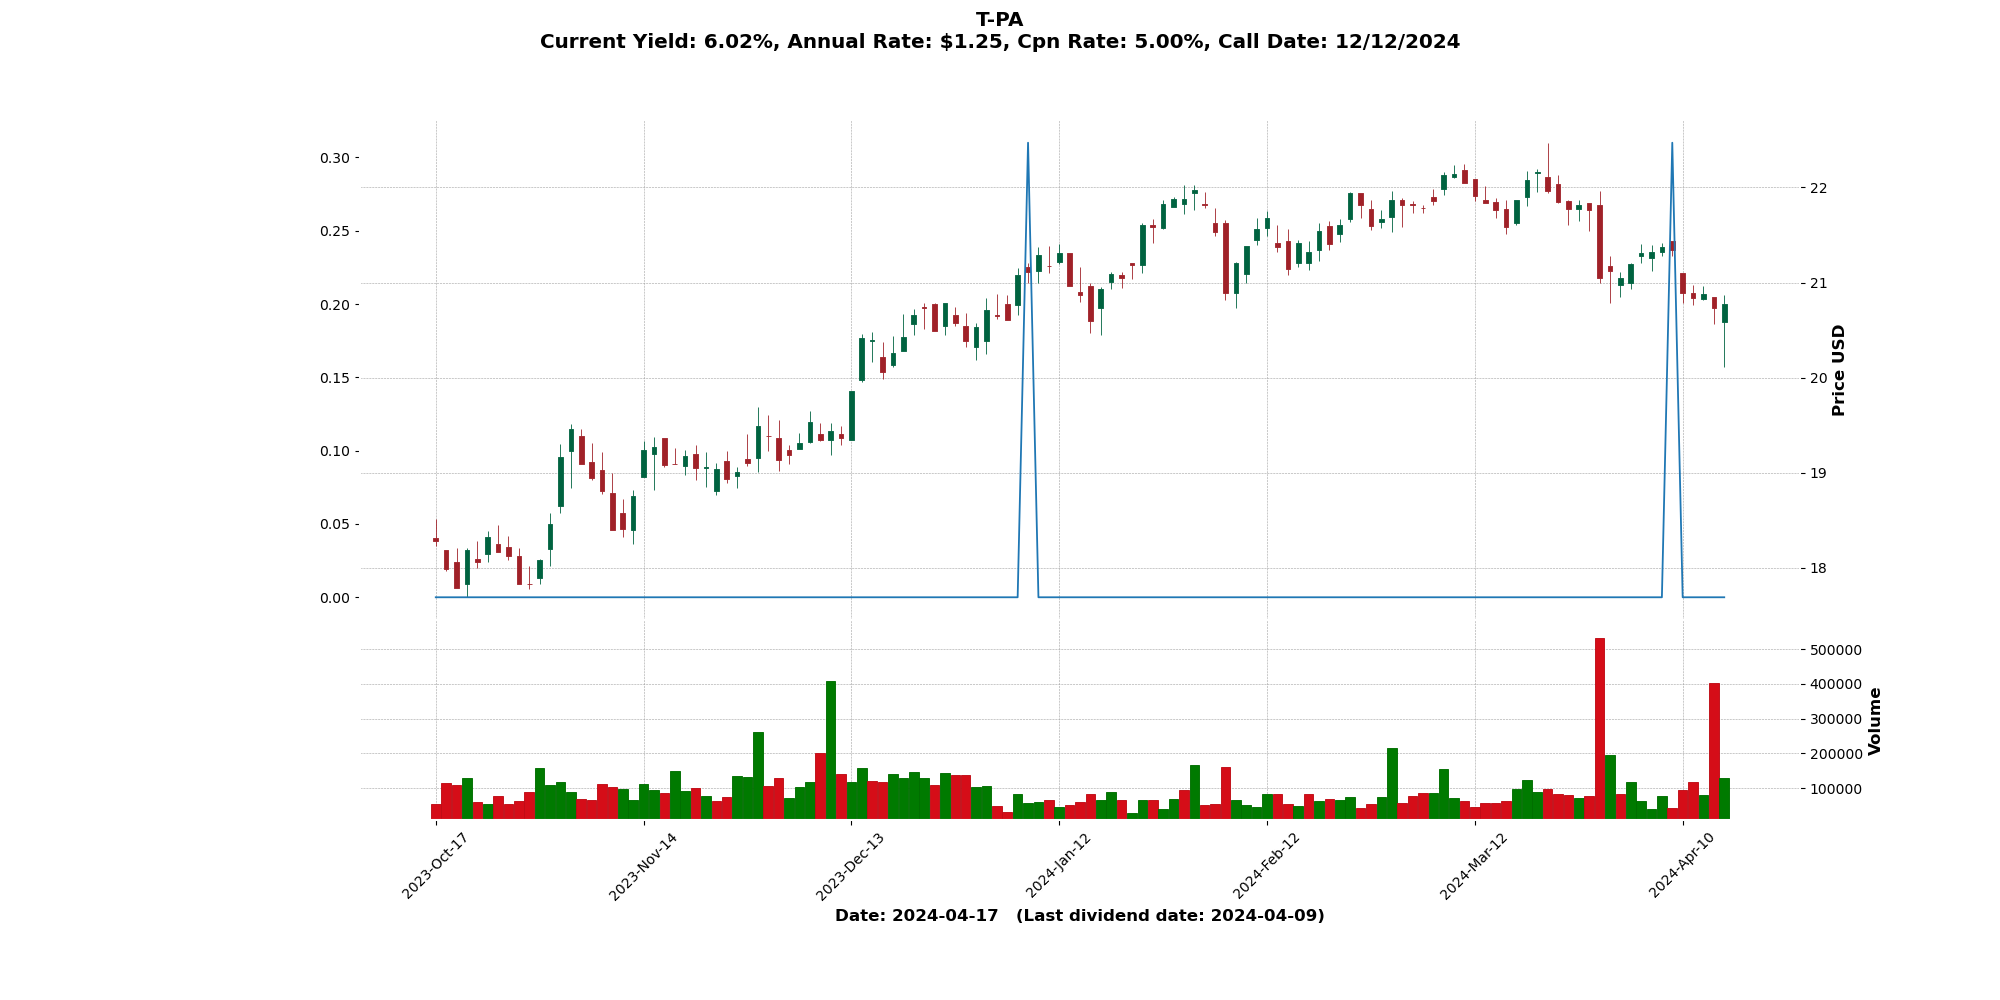 T-PA
Current Yield: 6.02%, Annual Rate: $1.25, Cpn Rate: 5.00%, Call Date: 12/12/2024
0.30
0.25
0.20
0.15
0.10
0.05
0.00
22
21
20
19
18
Price USD
500000
400000
300000
200000
100000
Volume
2023-Oct-17
2023-Nov-14
2023-Dec-13
2024-Jan-12
2024-Feb-12
2024-Mar-12
2024-Apr-10
Date: 2024-04-17   (Last dividend date: 2024-04-09)